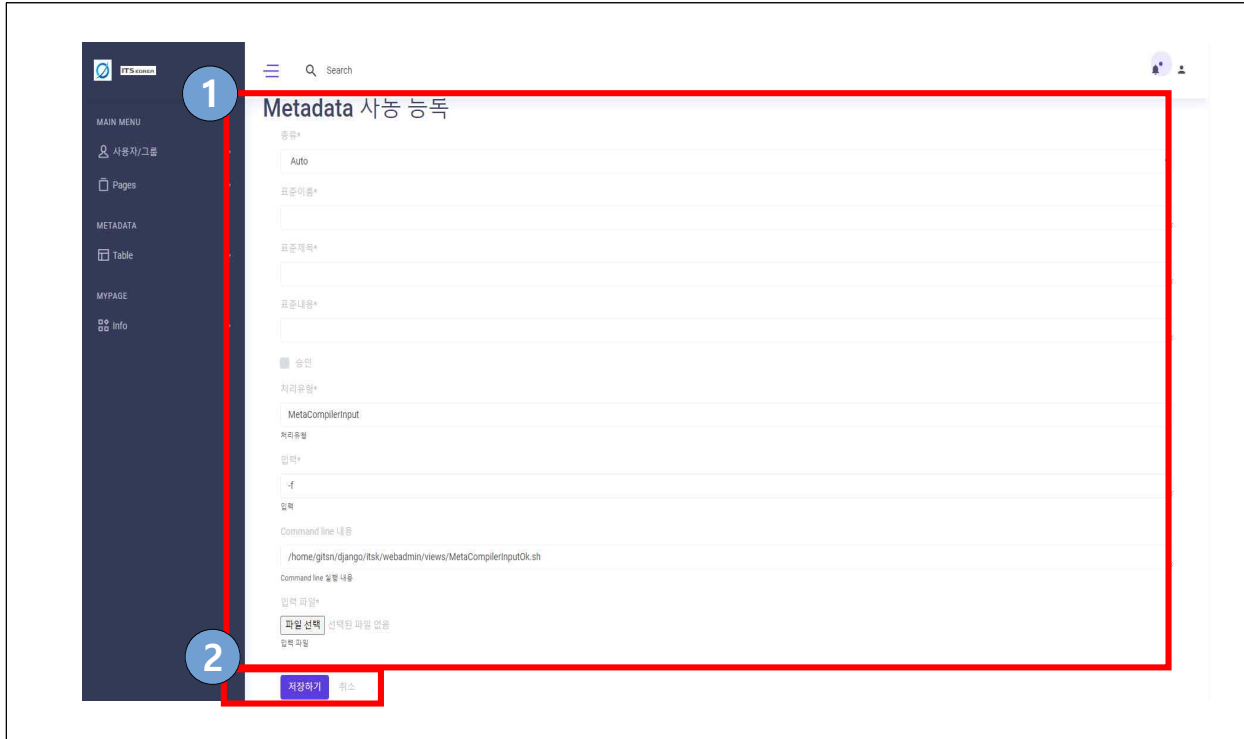 ITS KOREA
Search
1
Metadata 사동 등록
MAIN MENU
사용자/그룹
Pages
METADATA
Table
MYPAGE
Info
종류*
Auto
표준이름*
표준제목*
표준내용*
승인
처리유형*
MetaCompilerInput
처리유형
입력*
-f
입력
Command line 내용
/home/gitsn/django/itsk/webadmin/views/MetaCompilerInputOk.sh
Command line 실행 내용
입력 파일*
파일 선택 선택된 파일 없음
입력 파일
2
저장하기 취소